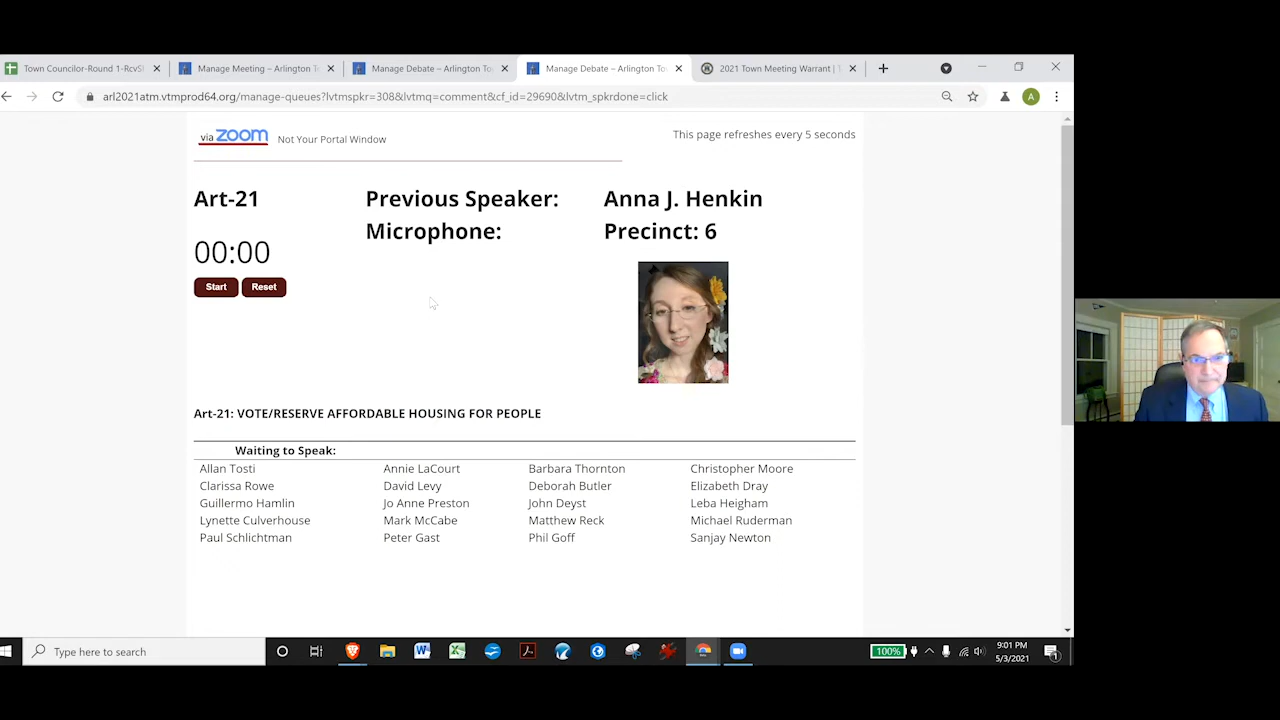 Town Councilor-Round 1-RcvS
Manage Meeting – Arlington To
Manage Debate – Arlington To
Manage Debate – Arlington To
2021 Town Meeting Warrant | T
arl2021atm.vtmprod64.org/manage-queues?lvtmspkr=308&lvtmq=comment&cf_id=29690&lvtm_spkrdone=click
A
via zoom Not Your Portal Window
This page refreshes every 5 seconds
Art-21 Previous Speaker: Anna J. Henkin
Microphone: Precinct: 6
00:00
Start Reset
Art-21: VOTE/RESERVE AFFORDABLE HOUSING FOR PEOPLE
Waiting to Speak:
Allan Tosti Annie LaCourt Barbara Thornton Christopher Moore
Clarissa Rowe David Levy Deborah Butler Elizabeth Dray
Guillermo Hamlin Jo Anne Preston John Deyst Leba Heigham
Lynette Culverhouse Mark McCabe Matthew Reck Michael Ruderman
Paul Schlichtman Peter Gast Phil Goff Sanjay Newton
Type here to search
100%
9:01 PM
5/3/2021
1